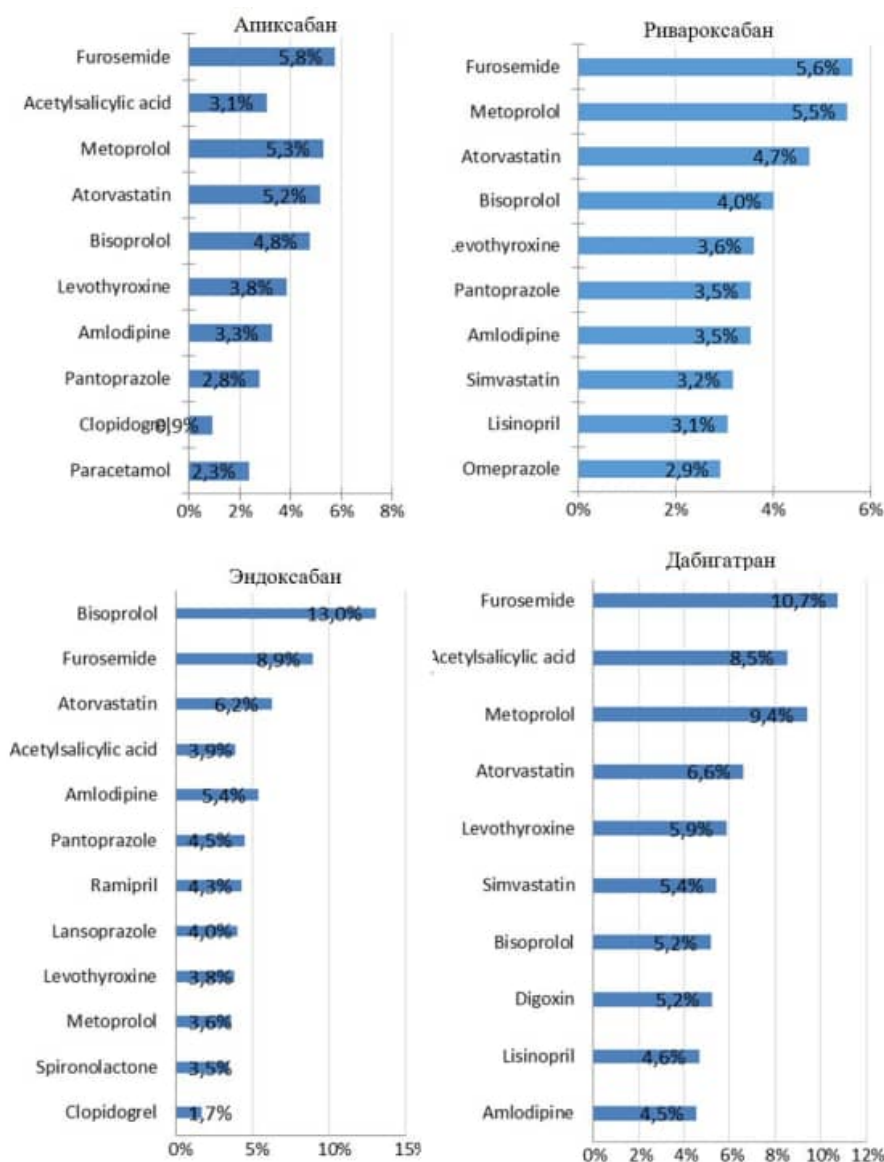 Апиксабан
Furosemide 5,8%
Acetylsalicylic acid 3,1%
Metoprolol 5,3%
Atorvastatin 5,2%
Bisoprolol 4,8%
Levothyroxine 3,8%
Amlodipine 3,3%
Pantoprazole 2,8%
Clopidogrel 0,9%
Paracetamol 2,3%
0% 2% 4% 6% 8%
Ривароксабан
Furosemide 5,6%
Metoprolol 5,5%
Atorvastatin 4,7%
Bisoprolol 4,0%
Levothyroxine 3,6%
Pantoprazole 3,5%
Amlodipine 3,5%
Simvastatin 3,2%
Lisinopril 3,1%
Omeprazole 2,9%
0% 2% 4% 6%
Эндоксабан
Bisoprolol 13,0%
Furosemide 8,9%
Atorvastatin 6,2%
Acetylsalicylic acid 3,9%
Amlodipine 5,4%
Pantoprazole 4,5%
Ramipril 4,3%
Lansoprazole 4,0%
Levothyroxine 3,8%
Metoprolol 3,6%
Spironolactone 3,5%
Clopidogrel 1,7%
0% 5% 10% 15%
Дабигатран
Furosemide 10,7%
Acetylsalicylic acid 8,5%
Metoprolol 9,4%
Atorvastatin 6,6%
Levothyroxine 5,9%
Simvastatin 5,4%
Bisoprolol 5,2%
Digoxin 5,2%
Lisinopril 4,6%
Amlodipine 4,5%
0% 2% 4% 6% 8% 10% 12%